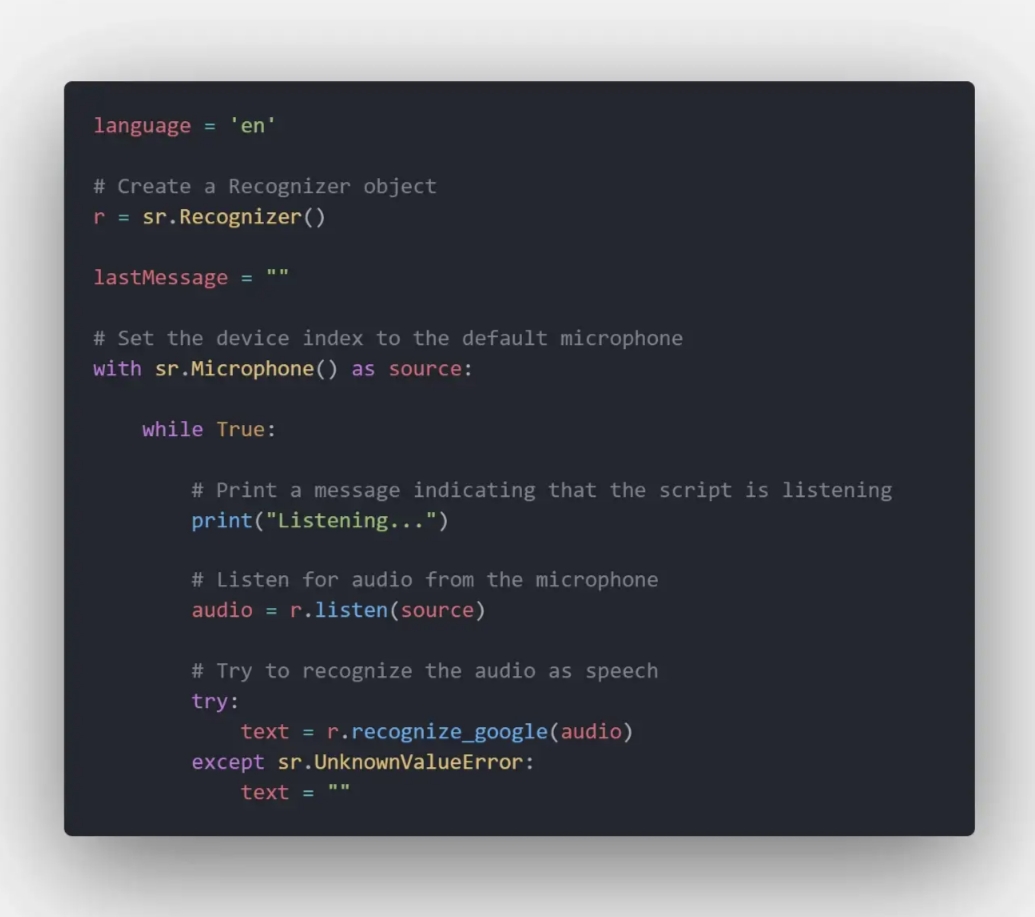 language = 'en'
# Create a Recognizer object
r = sr.Recognizer()
lastMessage = ""
# Set the device index to the default microphone
with sr.Microphone() as source:
    while True:
        # Print a message indicating that the script is listening
        print("Listening...")
        # Listen for audio from the microphone
        audio = r.listen(source)
        # Try to recognize the audio as speech
        try:
            text = r.recognize_google(audio)
        except sr.UnknownValueError:
            text = ""